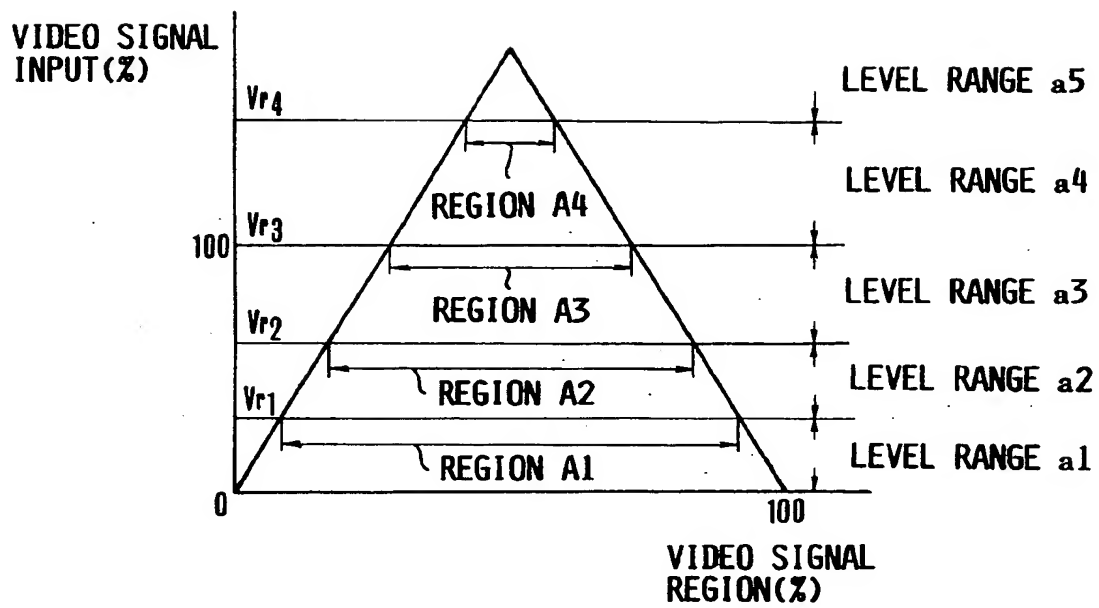 VIDEO SIGNAL
INPUT(%)
LEVEL RANGE a5
Vr4
LEVEL RANGE a4
REGION A4
Vr3
100
LEVEL RANGE a3
REGION A3
Vr2
LEVEL RANGE a2
REGION A2
Vr1
LEVEL RANGE a1
REGION A1
0
100
VIDEO SIGNAL
REGION(%)